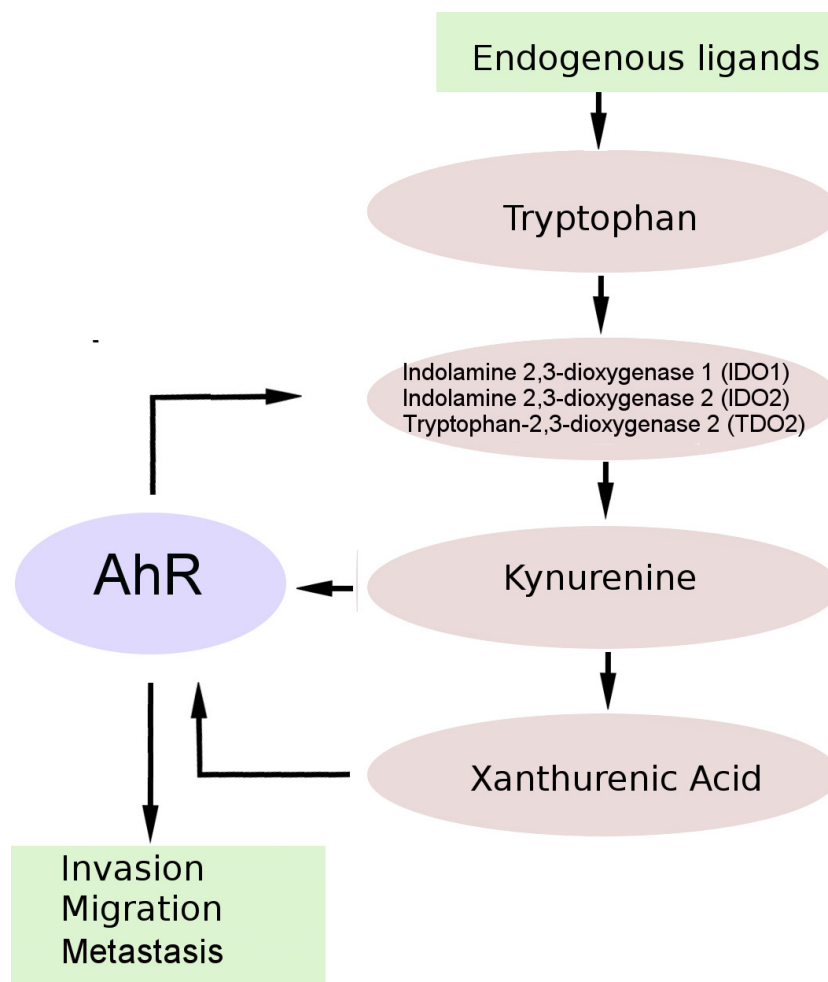 Endogenous ligands
Tryptophan
-
Indolamine 2,3-dioxygenase 1 (IDO1)
Indolamine 2,3-dioxygenase 2 (IDO2)
Tryptophan-2,3-dioxygenase 2 (TDO2)
AhR
Kynurenine
Xanthurenic Acid
Invasion
Migration
Metastasis